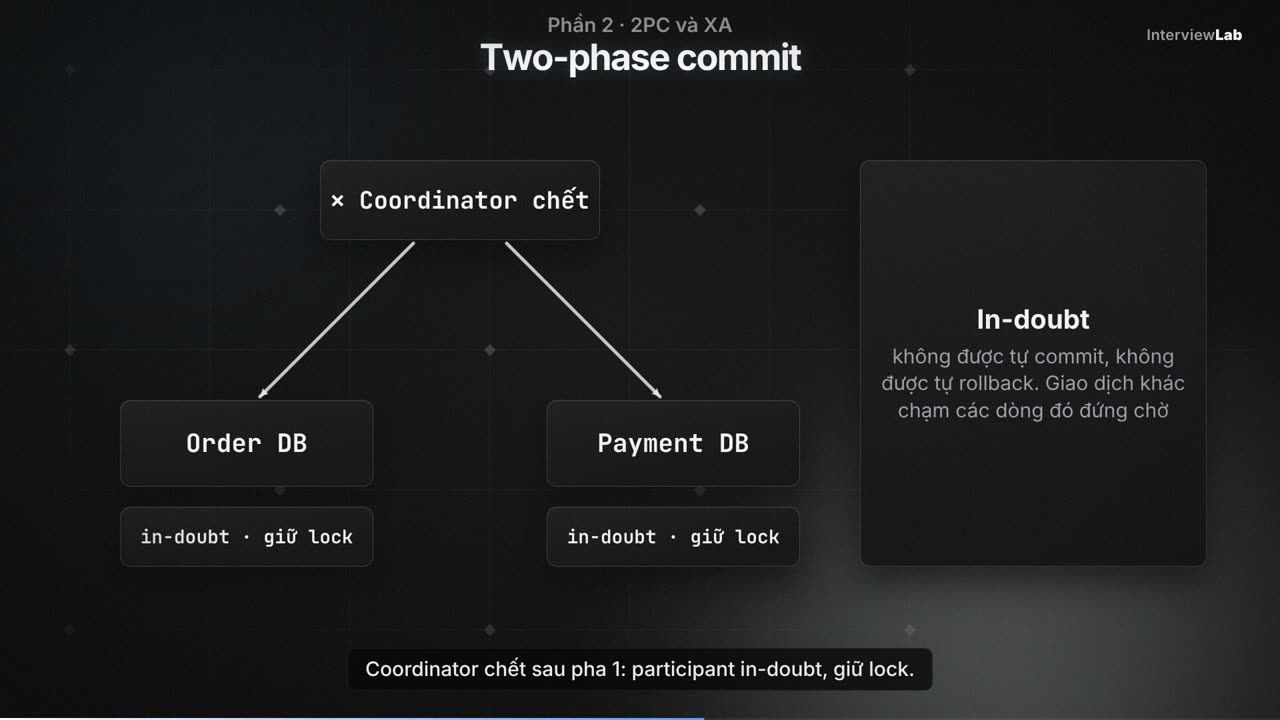 Phần 2 · 2PC và XA
Two-phase commit
InterviewLab
× Coordinator chết
Order DB
Payment DB
in-doubt · giữ lock
in-doubt · giữ lock
In-doubt
không được tự commit, không
được tự rollback. Giao dịch khác
chạm các dòng đó đứng chờ
Coordinator chết sau pha 1: participant in-doubt, giữ lock.